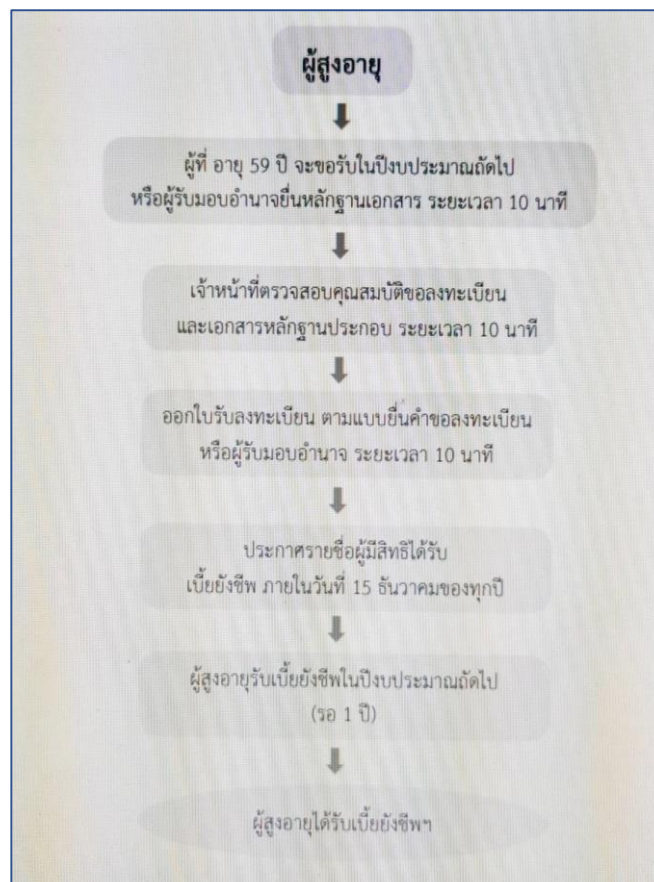 ผู้สูงอายุ
ผู้ที่ อายุ 59 ปี จะขอรับในปีงบประมาณถัดไป
หรือผู้รับมอบอำนาจยื่นหลักฐานเอกสาร ระยะเวลา 10 นาที
เจ้าหน้าที่ตรวจสอบคุณสมบัติขอลงทะเบียน
และเอกสารหลักฐานประกอบ ระยะเวลา 10 นาที
ออกใบรับลงทะเบียน ตามแบบยื่นคำขอลงทะเบียน
หรือผู้รับมอบอำนาจ ระยะเวลา 10 นาที
ประกาศรายชื่อผู้มีสิทธิได้รับ
เบี้ยยังชีพ ภายในวันที่ 15 ธันวาคมของทุกปี
ผู้สูงอายุรับเบี้ยยังชีพในปีงบประมาณถัดไป
(รอ 1 ปี)
ผู้สูงอายุได้รับเบี้ยยังชีพฯ